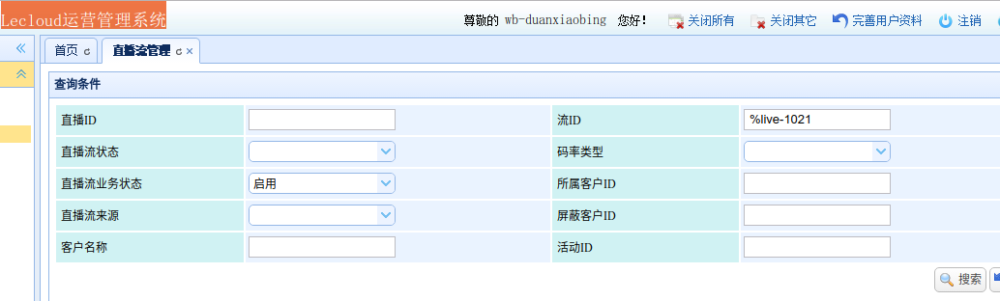 Lecloud运营管理系统
尊敬的 wb-duanxiaobing 您好! 关闭所有 关闭其它 完善用户资料 注销
首页 直播流管理
查询条件
直播ID 流ID %live-1021
直播流状态 码率类型
直播流业务状态 启用 所属客户ID
直播流来源 屏蔽客户ID
客户名称 活动ID
搜索